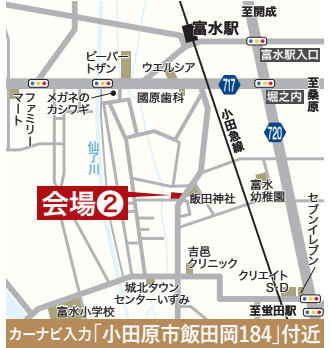 至開成
富水駅
富水駅入口
ビーバー
トザン
ウエルシア
717
至桑原
ファミリー
マート
メガネの
カシワギ
國原歯科
堀之内
小田急線
720
仙了川
会場❷
飯田神社
富水
幼稚園
セブンイレブン
吉邑
クリニック
城北タウン
センターいずみ
クリエイト
S・D
富水小学校
至蛍田駅
カーナビ入力「小田原市飯田岡184」付近